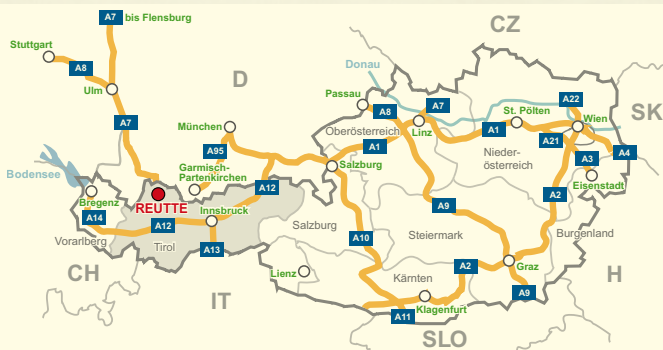 A7 bis Flensburg
CZ
Stuttgart
A8
Donau
D
Ulm
Passau
A8
A7
A22
SK
St. Pölten
Wien
A7
München
Oberösterreich
Linz
A1
A21
A1
A95
Nieder-
österreich
A3
A4
Salzburg
Garmisch-
Partenkirchen
Bodensee
A12
Eisenstadt
Bregenz
REUTTE
A2
A14
Innsbruck
A9
A12
Salzburg
Steiermark
Burgenland
Vorarlberg
Tirol
A13
A10
CH
Lienz
Kärnten
A2
Graz
H
IT
A9
Klagenfurt
A11
SLO